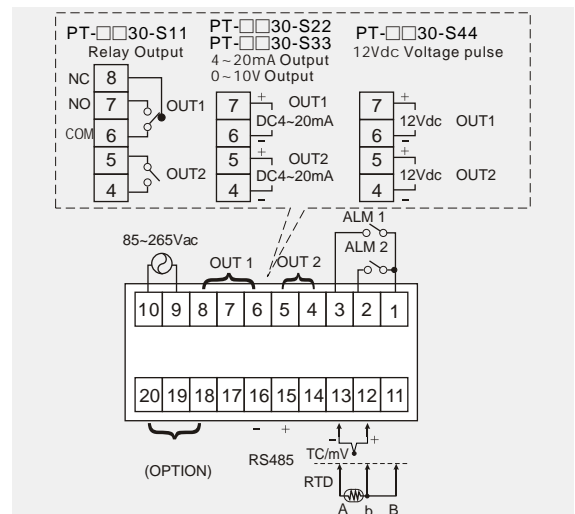 PT-□□30-S11
Relay Output
PT-□□30-S22
PT-□□30-S33
4~20mA Output
0~10V Output
PT-□□30-S44
12Vdc Voltage pulse
NC 8
NO 7
COM 6
5
4
OUT1
OUT2
7 + OUT1
DC4~20mA
6 -
5 + OUT2
DC4~20mA
4 -
7 +
12Vdc OUT1
6 -
5 +
12Vdc OUT2
4 -
85~265Vac
OUT 1
OUT 2
ALM 1
ALM 2
10 9 8 7 6 5 4 3 2 1
20 19 18 17 16 15 14 13 12 11
(OPTION)
- +
RS485
- +
TC/mV
RTD
A b B